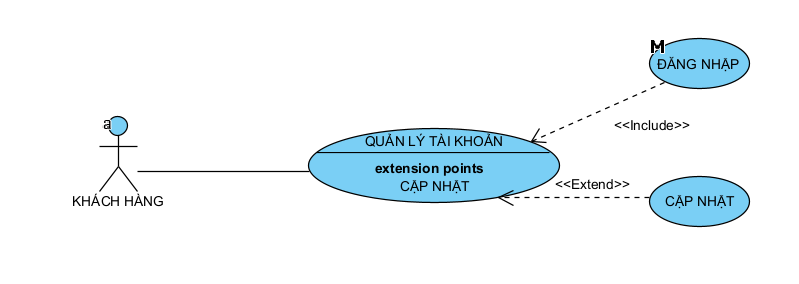 M
ĐĂNG NHẬP
a
<<Include>>
QUẢN LÝ TÀI KHOẢN
extension points
CẬP NHẬT
<<Extend>>
CẬP NHẬT
KHÁCH HÀNG